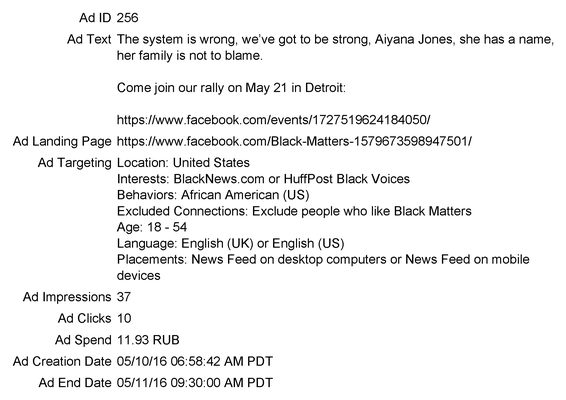 Ad ID 256
Ad Text The system is wrong, we've got to be strong, Aiyana Jones, she has a name,
her family is not to blame.
Come join our rally on May 21 in Detroit:
https://www.facebook.com/events/1727519624184050/
Ad Landing Page https://www.facebook.com/Black-Matters-1579673598947501/
Ad Targeting Location: United States
Interests: BlackNews.com or HuffPost Black Voices
Behaviors: African American (US)
Excluded Connections: Exclude people who like Black Matters
Age: 18 - 54
Language: English (UK) or English (US)
Placements: News Feed on desktop computers or News Feed on mobile
devices
Ad Impressions 37
Ad Clicks 10
Ad Spend 11.93 RUB
Ad Creation Date 05/10/16 06:58:42 AM PDT
Ad End Date 05/11/16 09:30:00 AM PDT